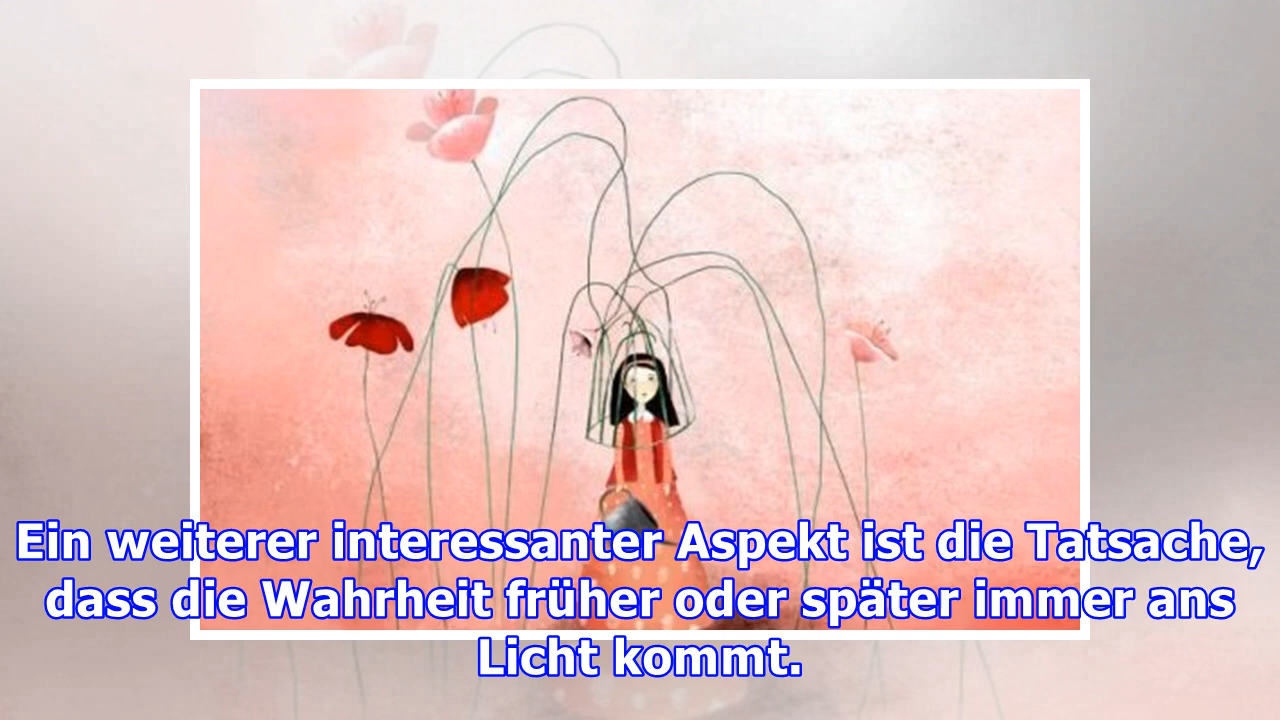 Ein weiterer interessanter Aspekt ist die Tatsache,
dass die Wahrheit früher oder später immer ans
Licht kommt.